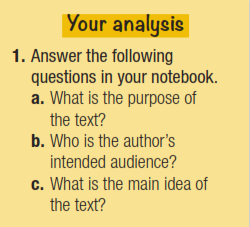 Your analysis
1. Answer the following
questions in your notebook.
a. What is the purpose of
the text?
b. Who is the author's
intended audience?
c. What is the main idea of
the text?